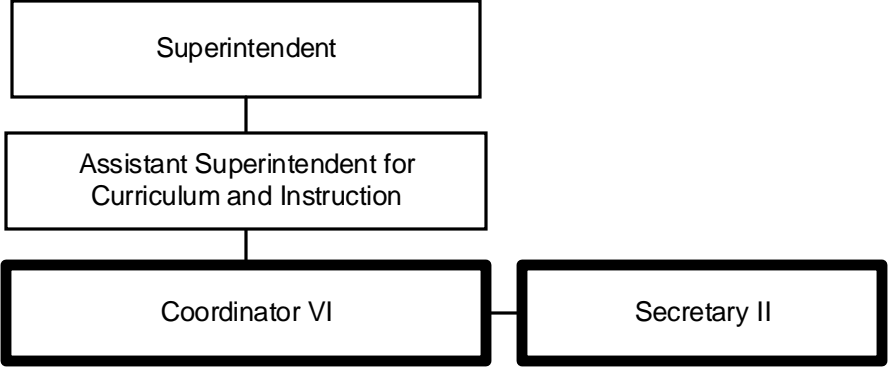 Superintendent
Assistant Superintendent for
Curriculum and Instruction
Coordinator VI
Secretary II